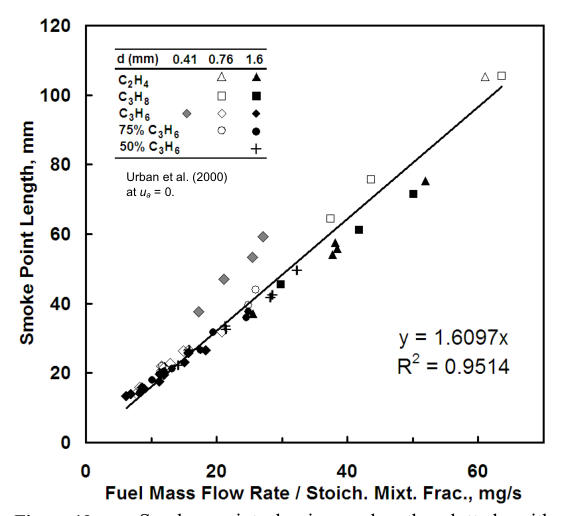 120
100
80
60
40
20
0
Smoke Point Length, mm
d (mm) 0.41 0.76 1.6
C2H4
C3H8
C3H6
75% C3H6
50% C3H6
Urban et al. (2000)
at ua = 0.
y = 1.6097x
R² = 0.9514
0 20 40 60
Fuel Mass Flow Rate / Stoich. Mixt. Frac., mg/s